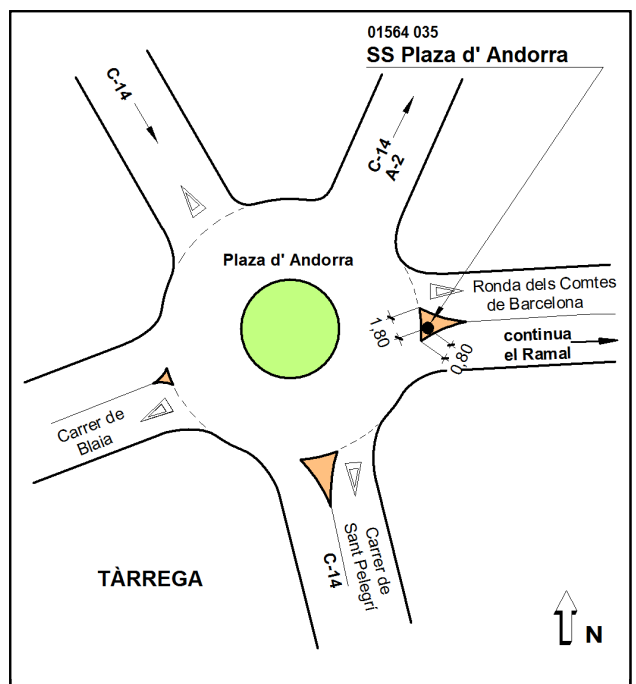 01564 035
SS Plaza d' Andorra
C-14
C-14
A-2
Plaza d' Andorra
Ronda dels Comtes
de Barcelona
1,80
0,80
continua
el Ramal
Carrer de
Blaia
C-14
Carrer de
Sant Pelegrí
TÀRREGA
N